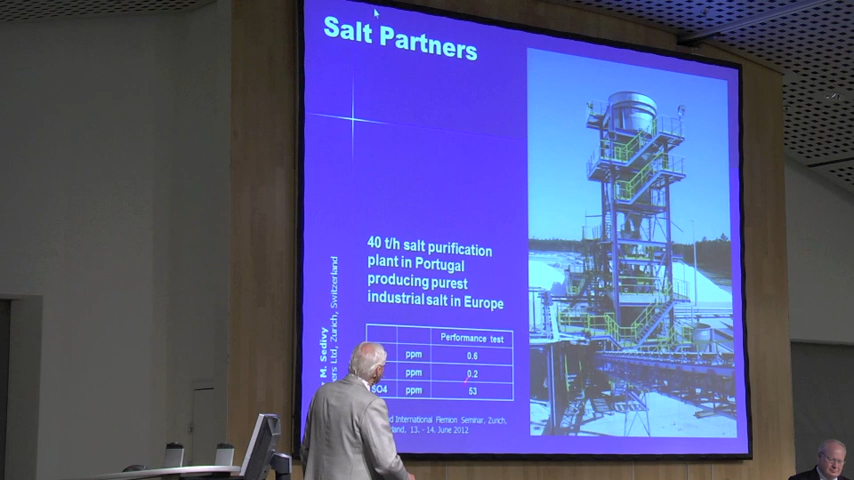 Salt Partners
40 t/h salt purification
plant in Portugal
producing purest
industrial salt in Europe
Performance test
ppm 0.6
ppm 0.2
SO4 ppm 53
M. Sedivy
Ltd, Zurich, Switzerland
International Flemion Seminar, Zurich,
13. - 14. June 2012